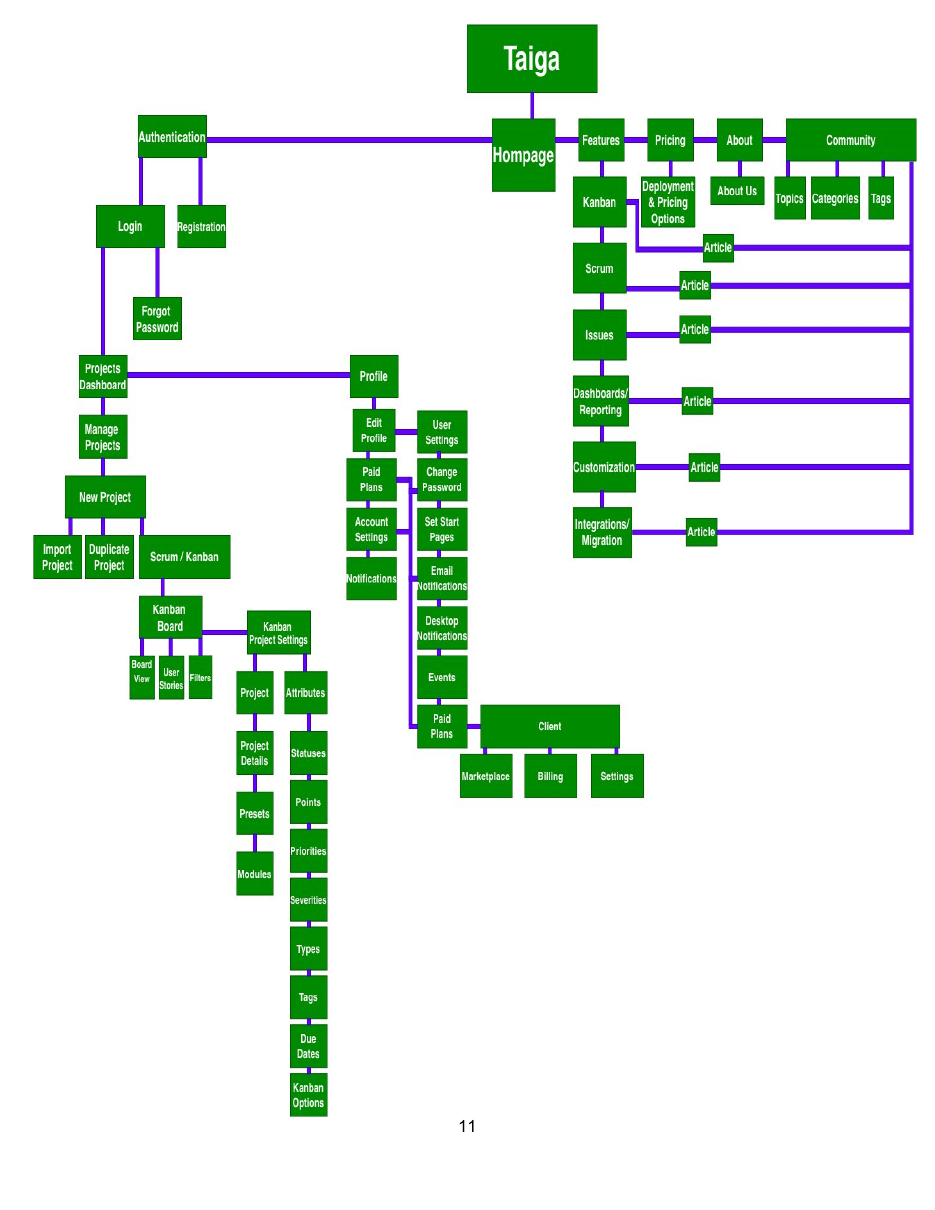 Taiga
Authentication
Hompage
Features
Pricing
About
Community
Login
Registration
Kanban
Deployment
& Pricing
Options
About Us
Topics
Categories
Tags
Article
Scrum
Article
Forgot
Password
Issues
Article
Projects
Dashboard
Profile
Dashboards/
Reporting
Article
Manage
Projects
Edit
Profile
User
Settings
Customization
Article
Paid
Plans
Change
Password
New Project
Account
Settings
Set Start
Pages
Integrations/
Migration
Article
Import
Project
Duplicate
Project
Scrum / Kanban
Notifications
Email
Notifications
Kanban
Board
Kanban
Project Settings
Desktop
Notifications
Board
View
User
Stories
Filters
Project
Attributes
Events
Paid
Plans
Client
Project
Details
Statuses
Marketplace
Billing
Settings
Presets
Points
Modules
Priorities
Severities
Types
Tags
Due
Dates
Kanban
Options
11